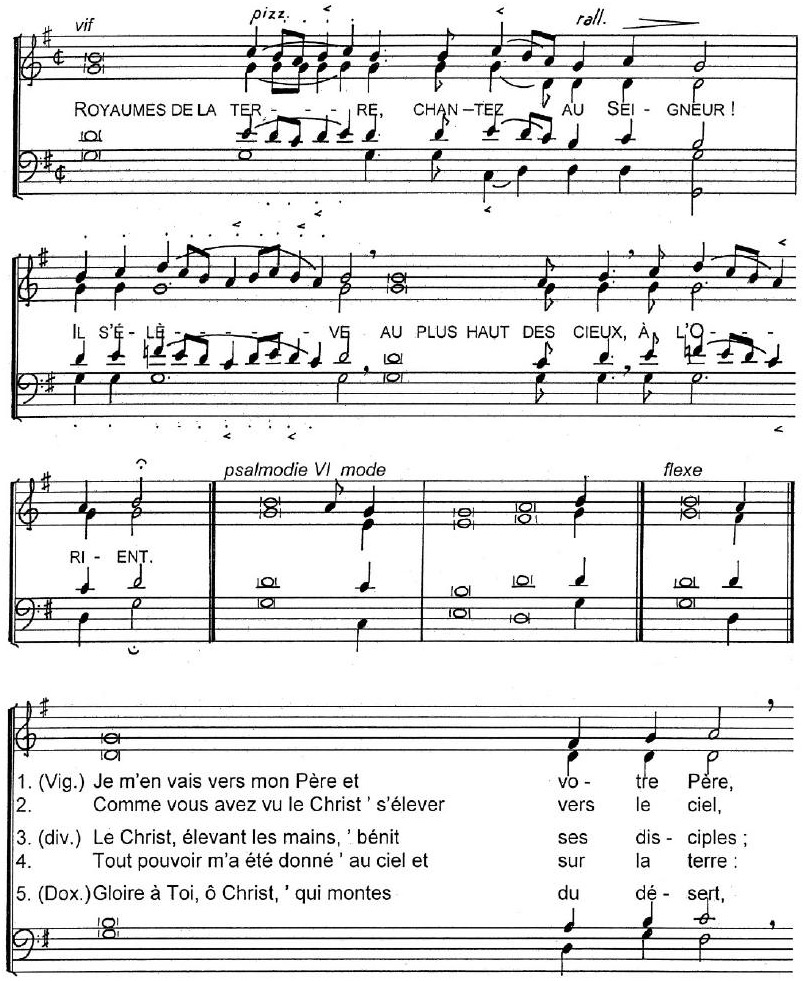 vif pizz. rall.
ROYAUMES DE LA TER - - - RE, CHAN–TEZ AU SEI - GNEUR !
IL S'É- LÈ - - - - - - - VE AU PLUS HAUT DES CIEUX, À L'O - - -
psalmodie VI mode flexe
RI - ENT.
1. (Vig.) Je m'en vais vers mon Père et vo - tre Père,
2. Comme vous avez vu le Christ ' s'élever vers le ciel,
3. (div.) Le Christ, élevant les mains, ' bénit ses dis - ciples ;
4. Tout pouvoir m'a été donné ' au ciel et sur la terre :
5. (Dox.) Gloire à Toi, ô Christ, ' qui montes du dé - sert,